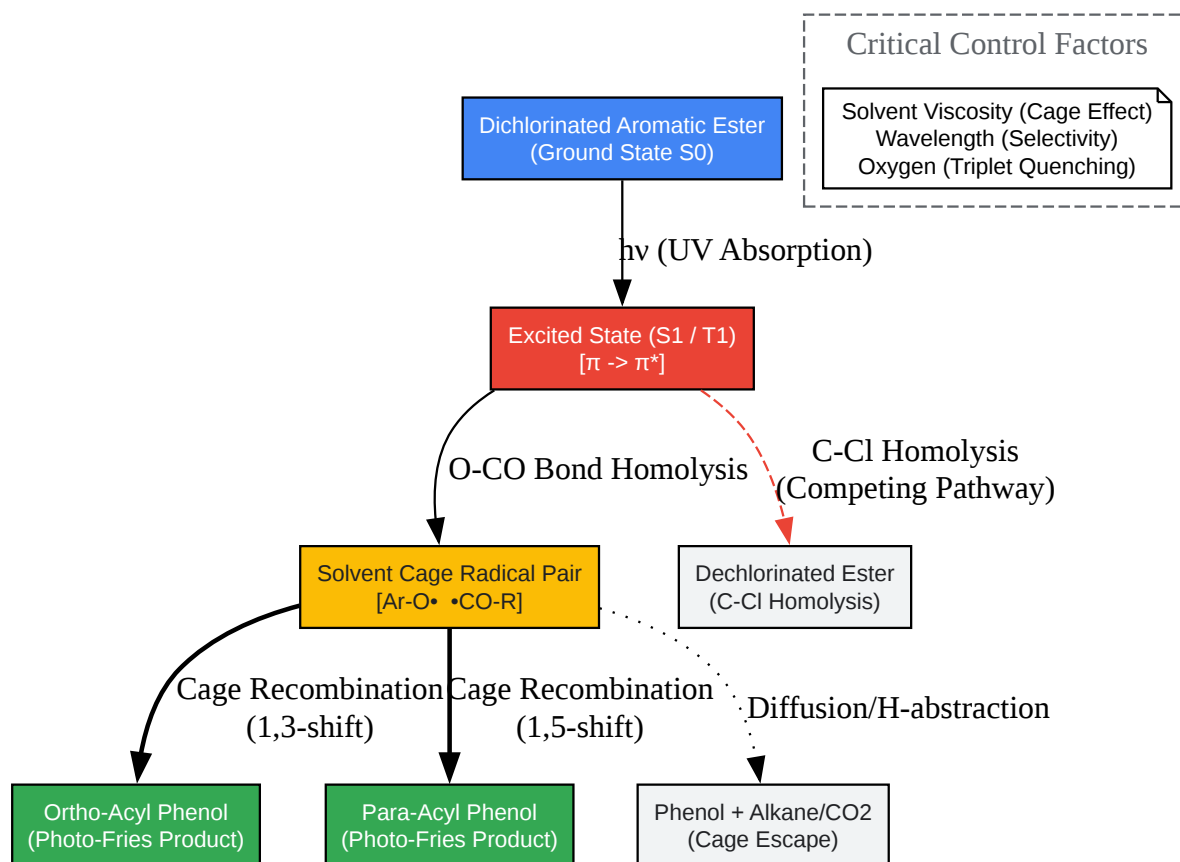 Critical Control Factors
Solvent Viscosity (Cage Effect)
Wavelength (Selectivity)
Oxygen (Triplet Quenching)
Dichlorinated Aromatic Ester
(Ground State S0)
hν (UV Absorption)
Excited State (S1 / T1)
[π -> π*]
O-CO Bond Homolysis
C-Cl Homolysis
(Competing Pathway)
Solvent Cage Radical Pair
[Ar-O• •CO-R]
Dechlorinated Ester
(C-Cl Homolysis)
Cage Recombination
(1,3-shift)
Cage Recombination
(1,5-shift)
Diffusion/H-abstraction
Ortho-Acyl Phenol
(Photo-Fries Product)
Para-Acyl Phenol
(Photo-Fries Product)
Phenol + Alkane/CO2
(Cage Escape)